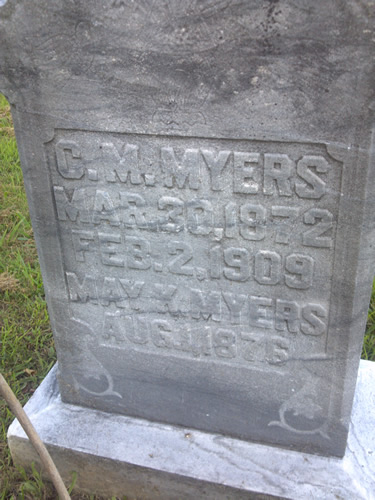 C. M. MYERS
MAR. 30, 1872
FEB. 2, 1909
MAY K. MYERS
AUG. 1, 1876